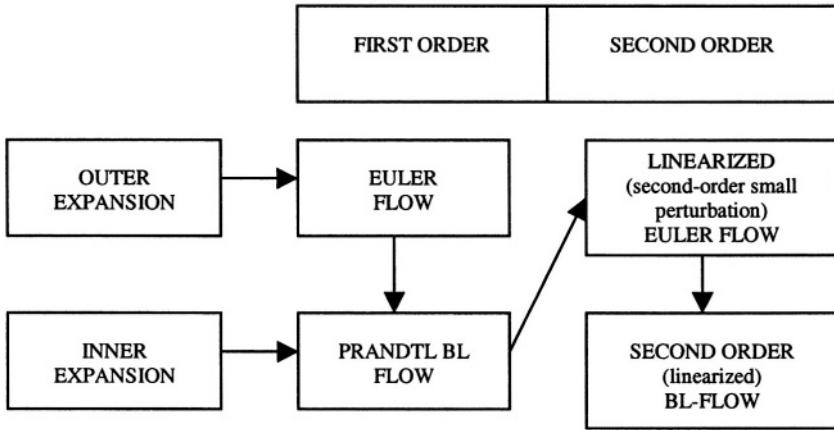 FIRST ORDER
SECOND ORDER
OUTER
EXPANSION
EULER
FLOW
LINEARIZED
(second-order small
perturbation)
EULER FLOW
INNER
EXPANSION
PRANDTL BL
FLOW
SECOND ORDER
(linearized)
BL-FLOW